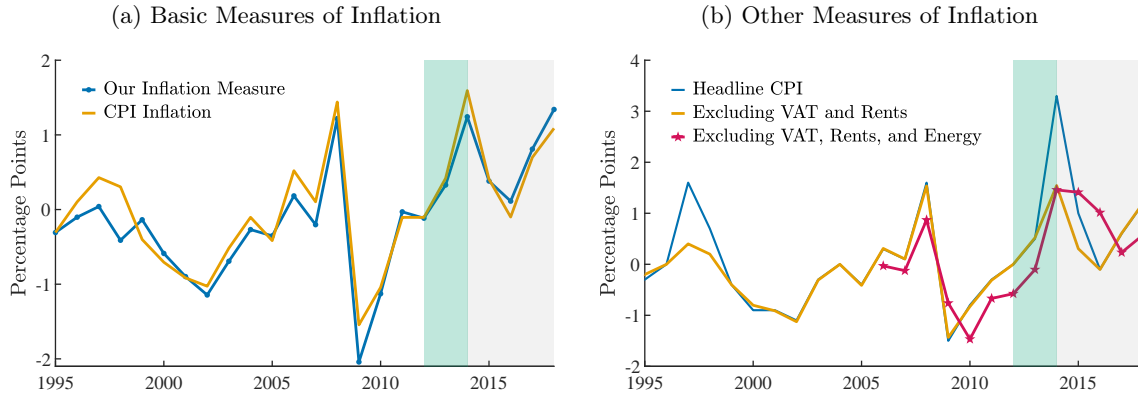 (a) Basic Measures of Inflation
Percentage Points
2
1
0
-1
-2
1995
2000
2005
2010
2015
Our Inflation Measure
CPI Inflation
(b) Other Measures of Inflation
Percentage Points
4
3
2
1
0
-1
-2
1995
2000
2005
2010
2015
Headline CPI
Excluding VAT and Rents
Excluding VAT, Rents, and Energy